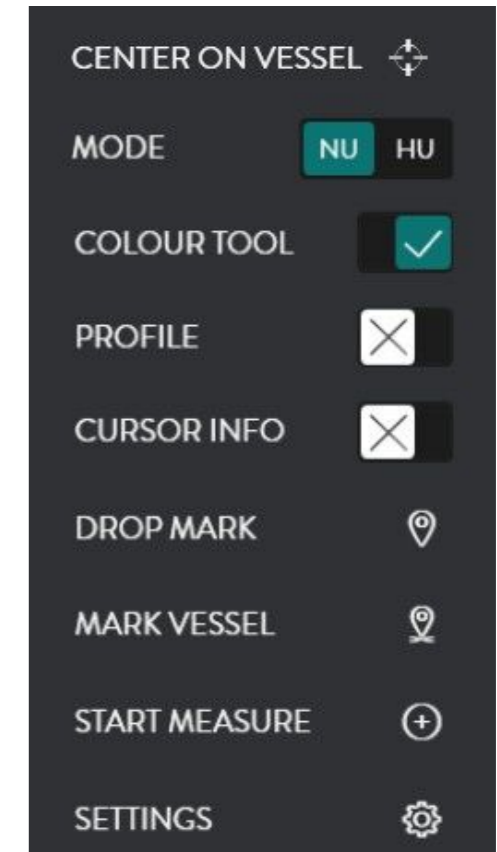 CENTER ON VESSEL
MODE NU HU
COLOUR TOOL
PROFILE
CURSOR INFO
DROP MARK
MARK VESSEL
START MEASURE
SETTINGS